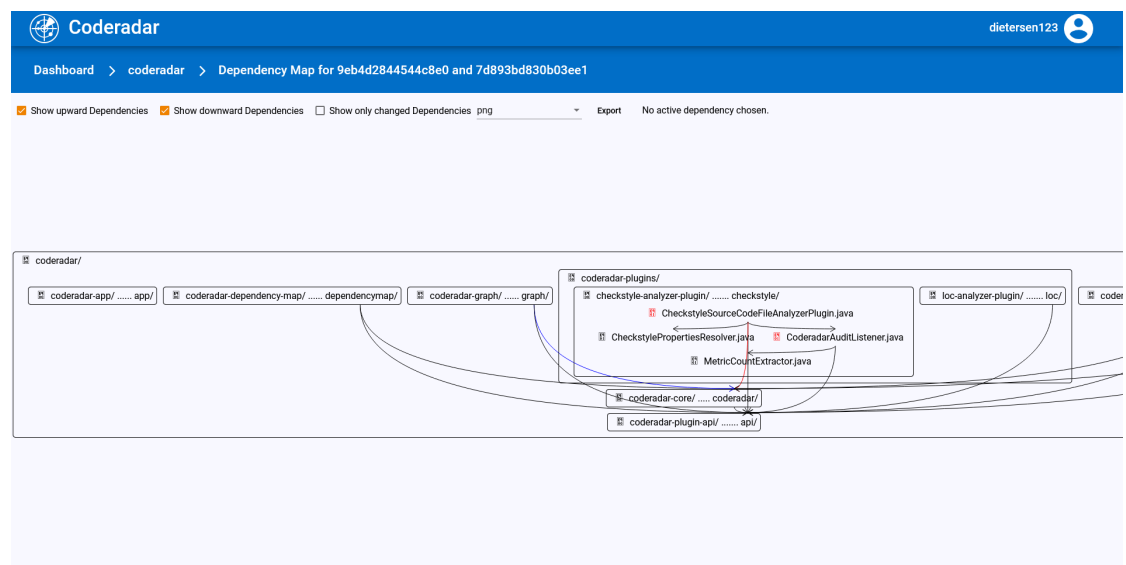 Coderadar
dietersen123
Dashboard > coderadar > Dependency Map for 9eb4d2844544c8e0 and 7d893bd830b03ee1
Show upward Dependencies Show downward Dependencies Show only changed Dependencies png Export No active dependency chosen.
coderadar/
coderadar-plugins/
coderadar-app/ ...... app/ coderadar-dependency-map/ ...... dependencymap/ coderadar-graph/ ...... graph/ checkstyle-analyzer-plugin/ ....... checkstyle/ loc-analyzer-plugin/ ....... loc/ coder
CheckstyleSourceCodeFileAnalyzerPlugin.java
CheckstylePropertiesResolver.java CoderadarAuditListener.java
MetricCountExtractor.java
coderadar-core/ ..... coderadar/
coderadar-plugin-api/ ....... api/